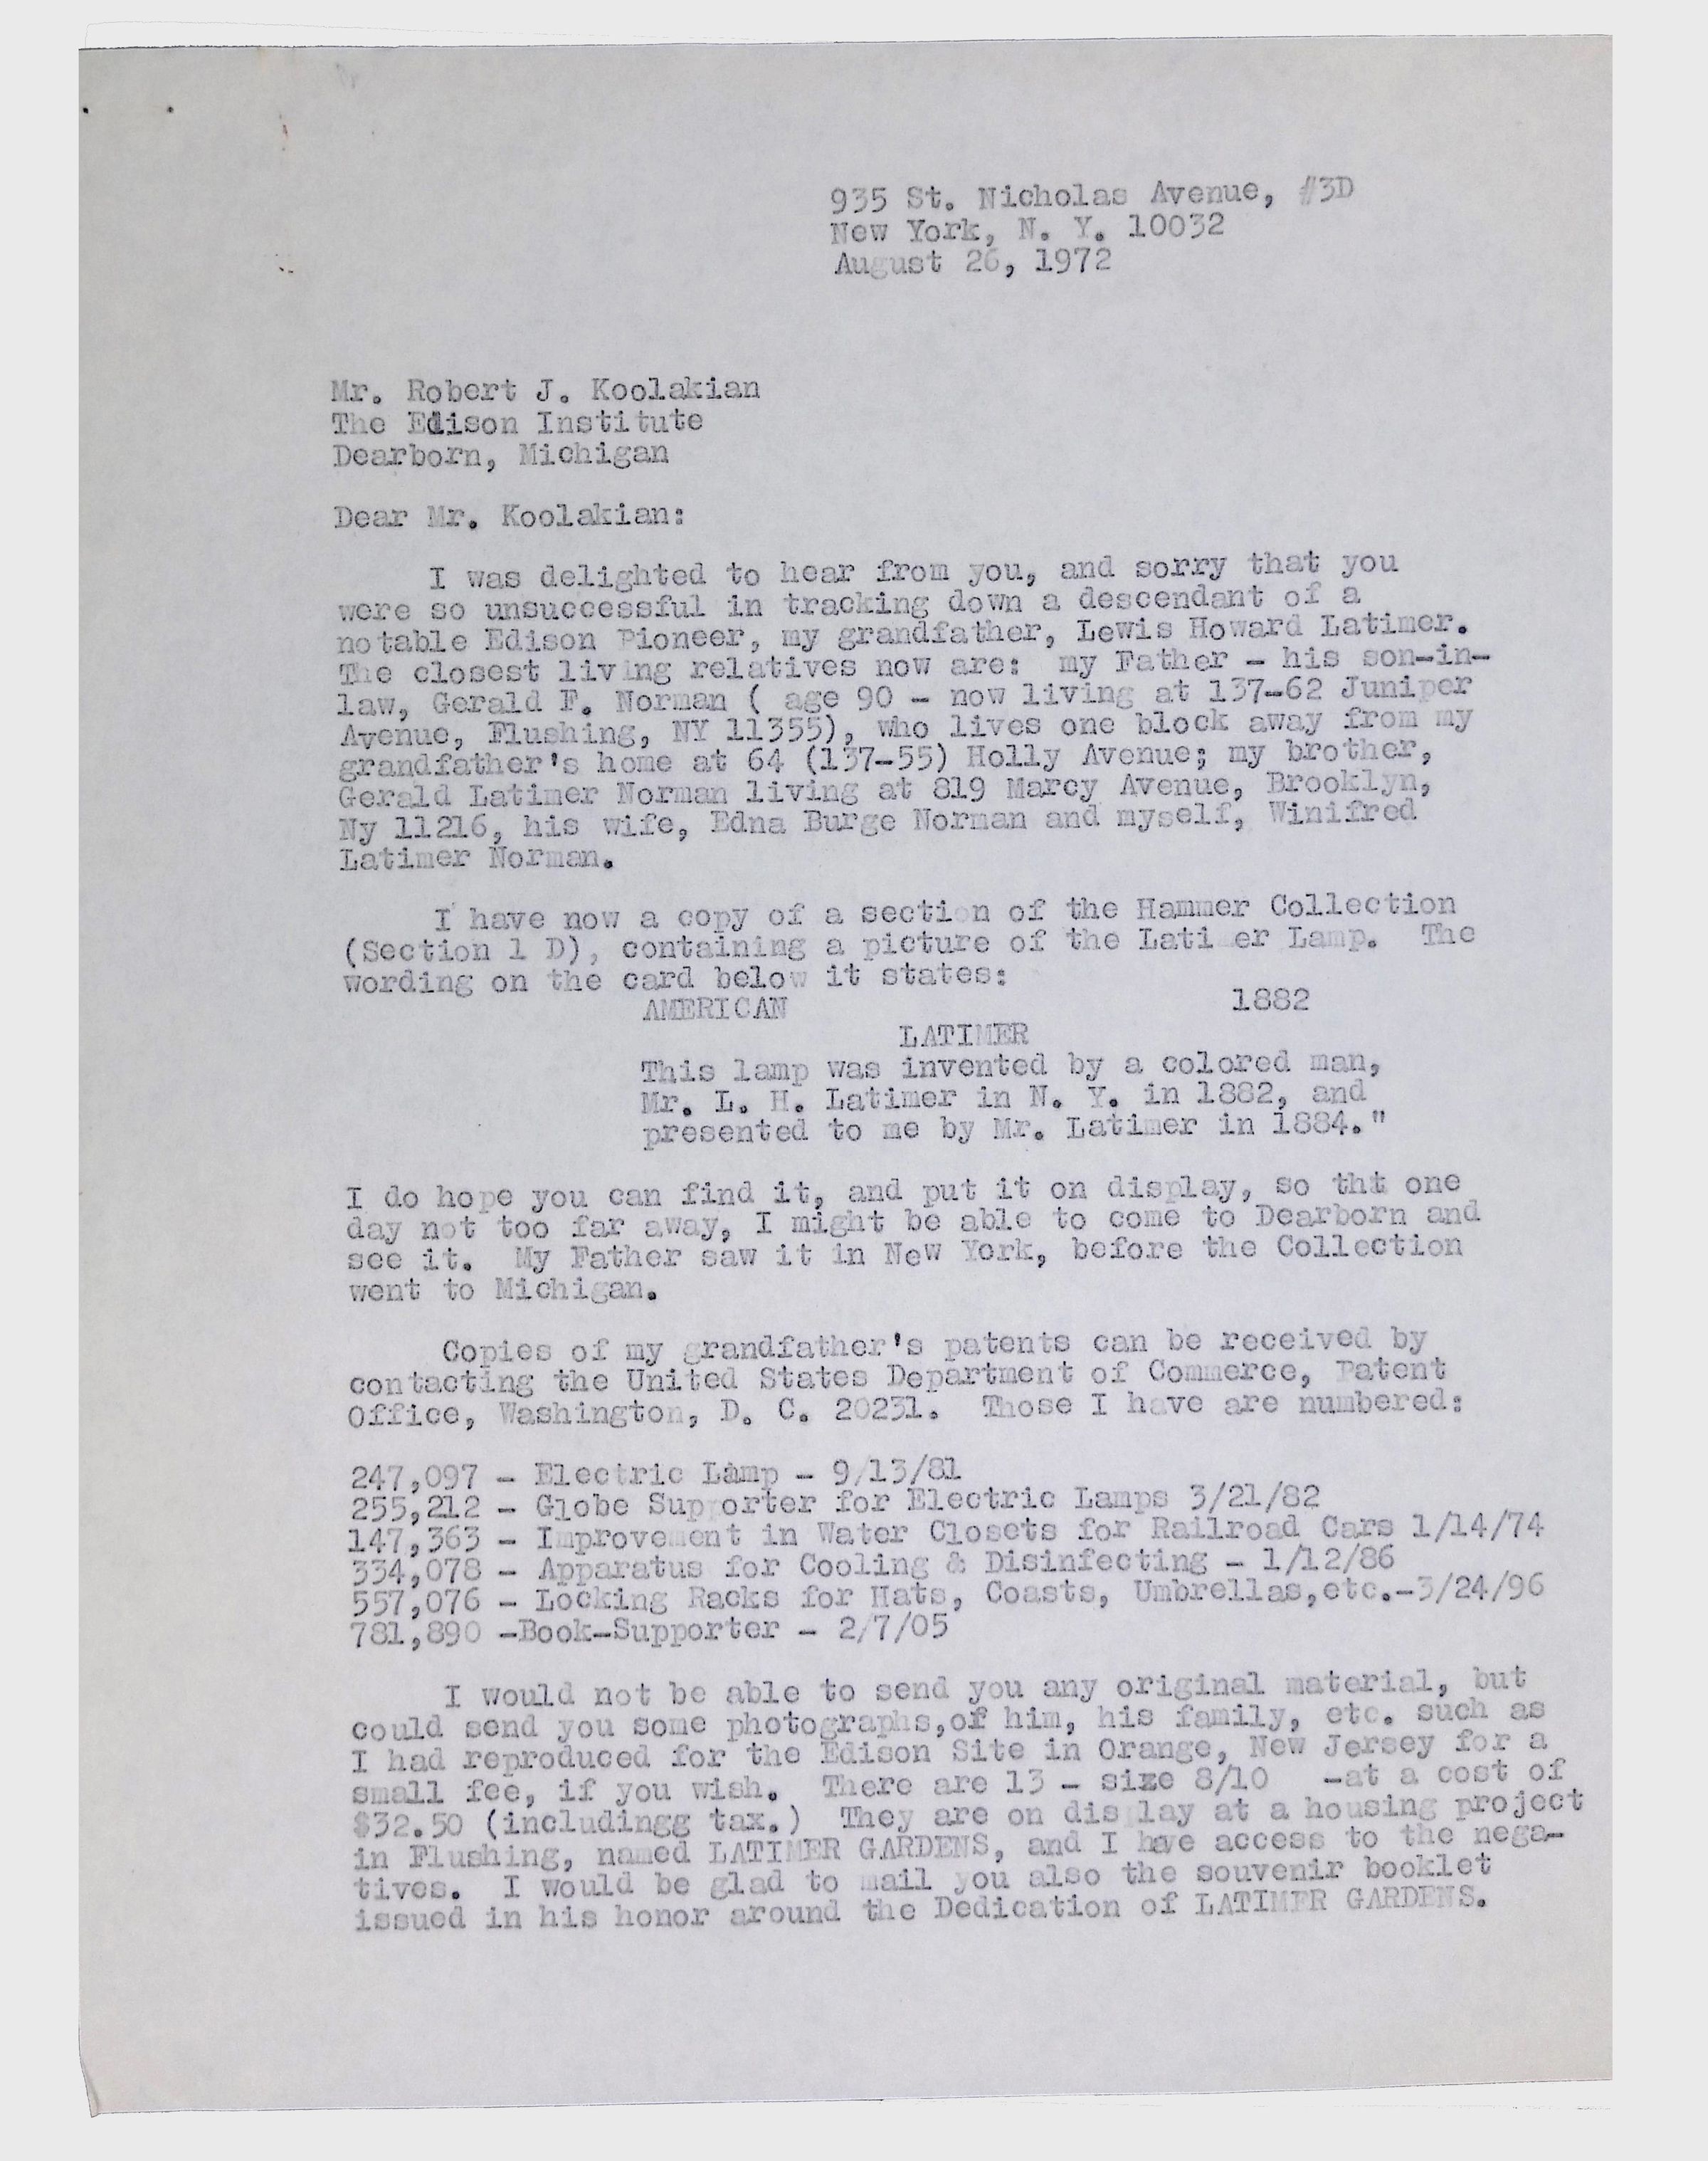 935 St. Nicholas Avenue, #3D
New York, N. Y. 10032
August 26, 1972
Mr. Robert J. Koolakian
The Edison Institute
Dearborn, Michigan
Dear Mr. Koolakian:
I was delighted to hear from you, and sorry that you
were so unsuccessful in tracking down a descendant of a
notable Edison Pioneer, my grandfather, Lewis Howard Latimer.
The closest living relatives now are: my Father - his son-in-
law, Gerald F. Norman ( age 90 - now living at 137-62 Juniper
Avenue, Flushing, NY 11355), who lives one block away from my
grandfather's home at 64 (137-55) Holly Avenue; my brother,
Gerald Latimer Norman living at 819 Marcy Avenue, Brooklyn,
Ny 11216, his wife, Edna Burge Norman and myself, Winifred
Latimer Norman.
I have now a copy of a section of the Hammer Collection
(Section 1 D), containing a picture of the Latimer Lamp. The
wording on the card below it states:
AMERICAN 1882
LATIMER
This lamp was invented by a colored man,
Mr. L. H. Latimer in N. Y. in 1882, and
presented to me by Mr. Latimer in 1884."
I do hope you can find it, and put it on display, so tht one
day not too far away, I might be able to come to Dearborn and
see it. My Father saw it in New York, before the Collection
went to Michigan.
Copies of my grandfather's patents can be received by
contacting the United States Department of Commerce, Patent
Office, Washington, D. C. 20231. Those I have are numbered:
247,097 - Electric Lamp - 9/13/81
255,212 - Globe Supporter for Electric Lamps 3/21/82
147,363 - Improvement in Water Closets for Railroad Cars 1/14/74
334,078 - Apparatus for Cooling & Disinfecting - 1/12/86
557,076 - Locking Racks for Hats, Coasts, Umbrellas,etc.-3/24/96
781,890 -Book-Supporter - 2/7/05
I would not be able to send you any original material, but
could send you some photographs,of him, his family, etc. such as
I had reproduced for the Edison Site in Orange, New Jersey for a
small fee, if you wish. There are 13 - size 8/10 -at a cost of
$32.50 (includingg tax.) They are on display at a housing project
in Flushing, named LATIMER GARDENS, and I have access to the nega-
tives. I would be glad to mail you also the souvenir booklet
issued in his honor around the Dedication of LATIMER GARDENS.